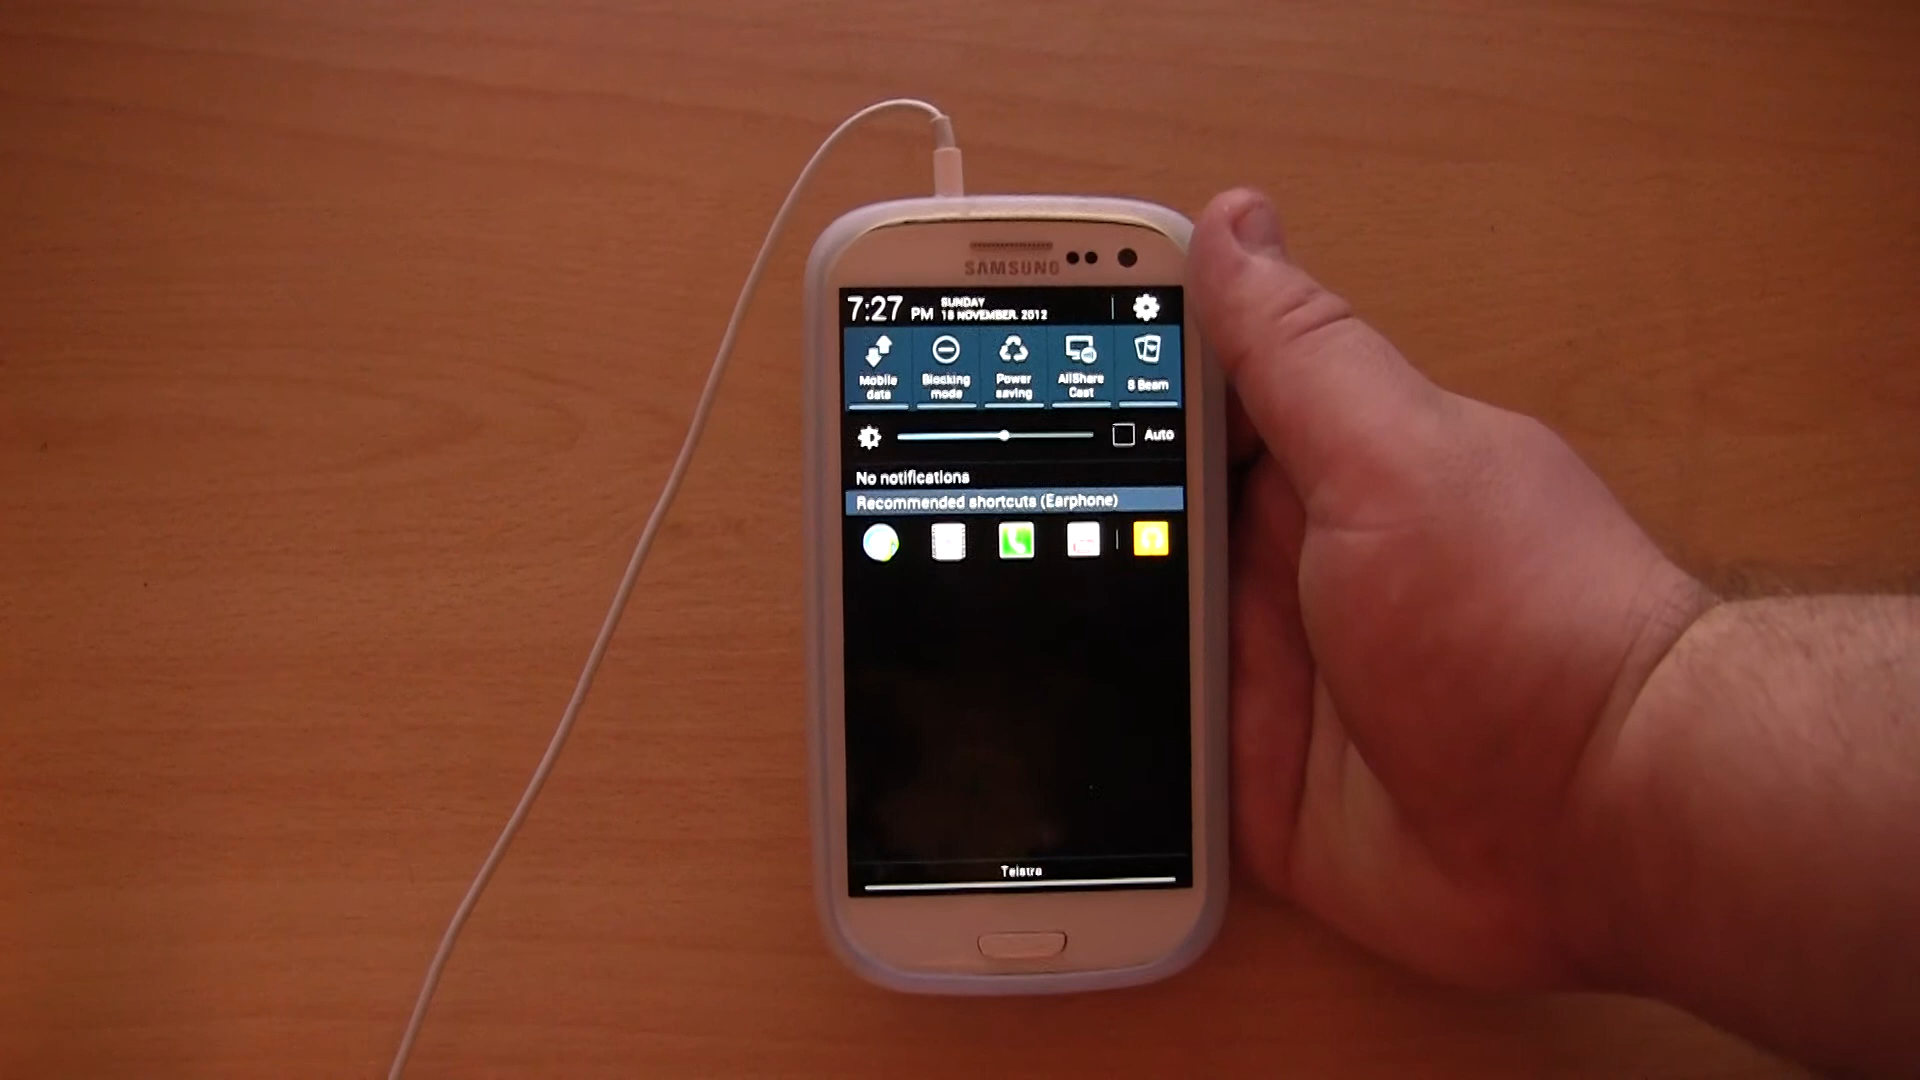 SAMSUNG
7:27 PM
SUNDAY
18 NOVEMBER, 2012
Mobile data
Blocking mode
Power saving
AllShare Cast
S Beam
Auto
No notifications
Recommended shortcuts (Earphone)
Telstra